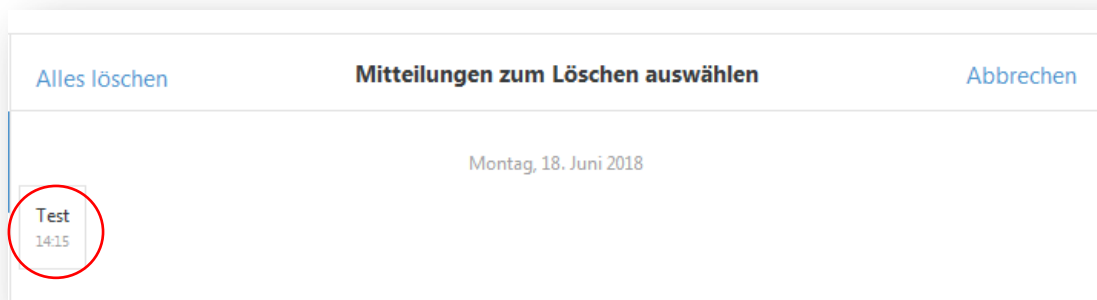 Alles löschen Mitteilungen zum Löschen auswählen Abbrechen
Montag, 18. Juni 2018
Test
14:15